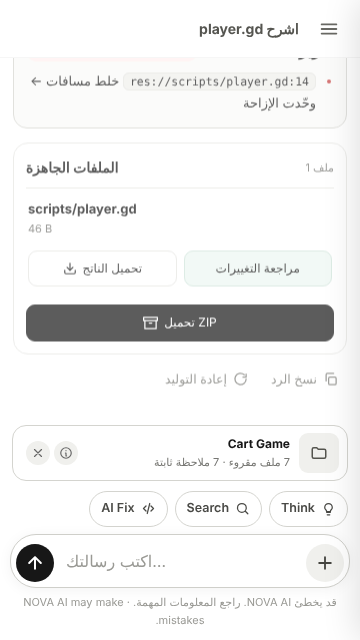 اشرح player.gd
res://scripts/player.gd:14 خلط مسافات ←
وحّدت الإزاحة
الملفات الجاهزة
1 ملف
scripts/player.gd
46 B
مراجعة التغييرات
تحميل الناتج
تحميل ZIP
نسخ الرد
إعادة التوليد
Cart Game
7 ملف مقروء · 7 ملاحظة ثابتة
Think
Search
AI Fix
اكتب رسالتك...
قد يخطئ NOVA AI. راجع المعلومات المهمة. · NOVA AI may make
mistakes.